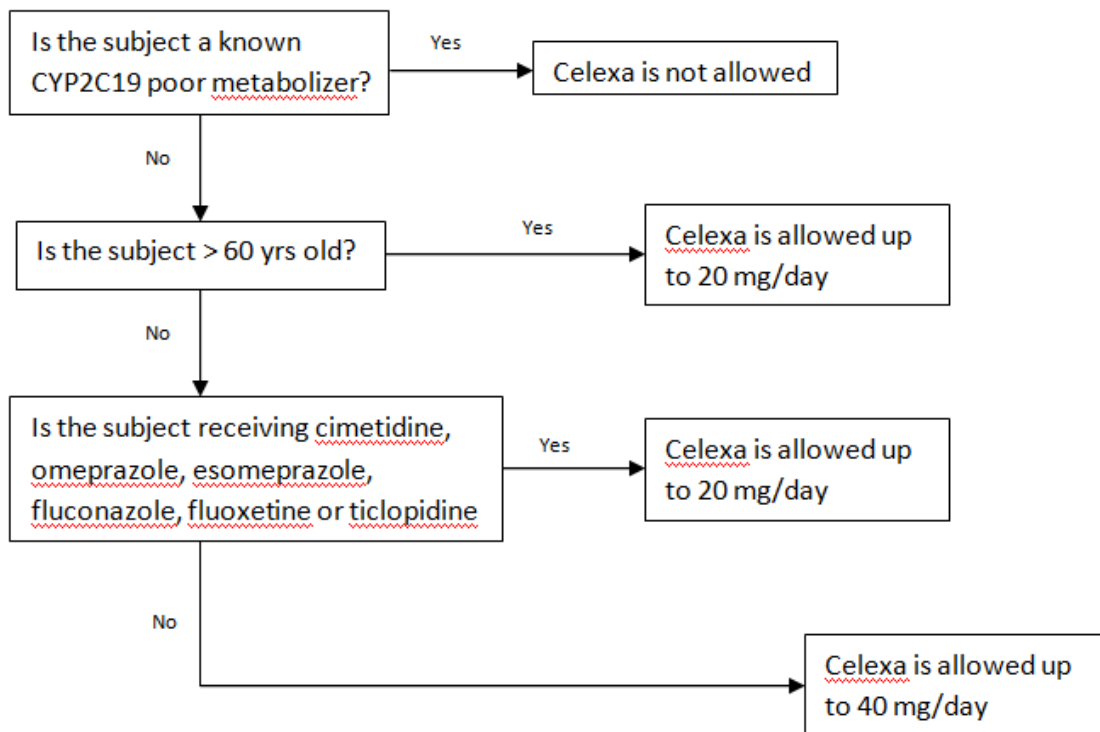 Is the subject a known
CYP2C19 poor metabolizer?
Yes
Celexa is not allowed
No
Is the subject > 60 yrs old?
Yes
Celexa is allowed up
to 20 mg/day
No
Is the subject receiving cimetidine,
omeprazole, esomeprazole,
fluconazole, fluoxetine or ticlopidine
Yes
Celexa is allowed up
to 20 mg/day
No
Celexa is allowed up
to 40 mg/day